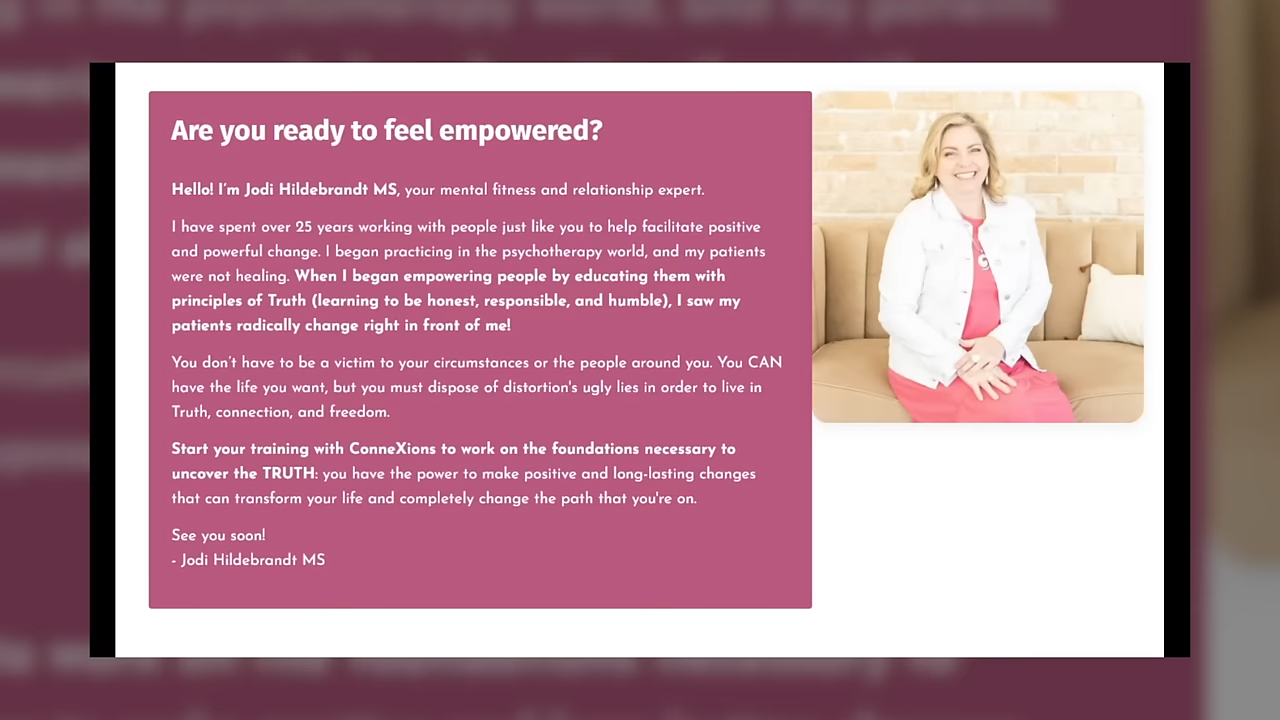 Are you ready to feel empowered?
Hello! I'm Jodi Hildebrandt MS, your mental fitness and relationship expert.
I have spent over 25 years working with people just like you to help facilitate positive
and powerful change. I began practicing in the psychotherapy world, and my patients
were not healing. When I began empowering people by educating them with
principles of Truth (learning to be honest, responsible, and humble), I saw my
patients radically change right in front of me!
You don't have to be a victim to your circumstances or the people around you. You CAN
have the life you want, but you must dispose of distortion's ugly lies in order to live in
Truth, connection, and freedom.
Start your training with ConneXions to work on the foundations necessary to
uncover the TRUTH: you have the power to make positive and long-lasting changes
that can transform your life and completely change the path that you're on.
See you soon!
- Jodi Hildebrandt MS